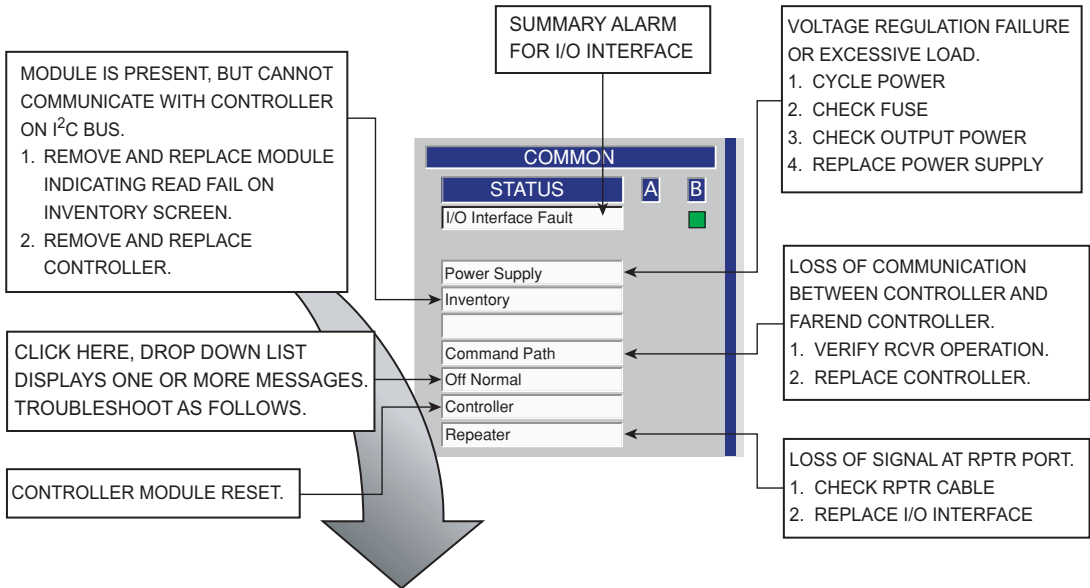 SUMMARY ALARM
FOR I/O INTERFACE
VOLTAGE REGULATION FAILURE
OR EXCESSIVE LOAD.
1. CYCLE POWER
2. CHECK FUSE
3. CHECK OUTPUT POWER
4. REPLACE POWER SUPPLY
MODULE IS PRESENT, BUT CANNOT
COMMUNICATE WITH CONTROLLER
ON I²C BUS.
1. REMOVE AND REPLACE MODULE
INDICATING READ FAIL ON
INVENTORY SCREEN.
2. REMOVE AND REPLACE
CONTROLLER.
COMMON
STATUS A B
I/O Interface Fault
Power Supply
Inventory
Command Path
Off Normal
Controller
Repeater
LOSS OF COMMUNICATION
BETWEEN CONTROLLER AND
FAREND CONTROLLER.
1. VERIFY RCVR OPERATION.
2. REPLACE CONTROLLER.
CLICK HERE, DROP DOWN LIST
DISPLAYS ONE OR MORE MESSAGES.
TROUBLESHOOT AS FOLLOWS.
CONTROLLER MODULE RESET.
LOSS OF SIGNAL AT RPTR PORT.
1. CHECK RPTR CABLE
2. REPLACE I/O INTERFACE